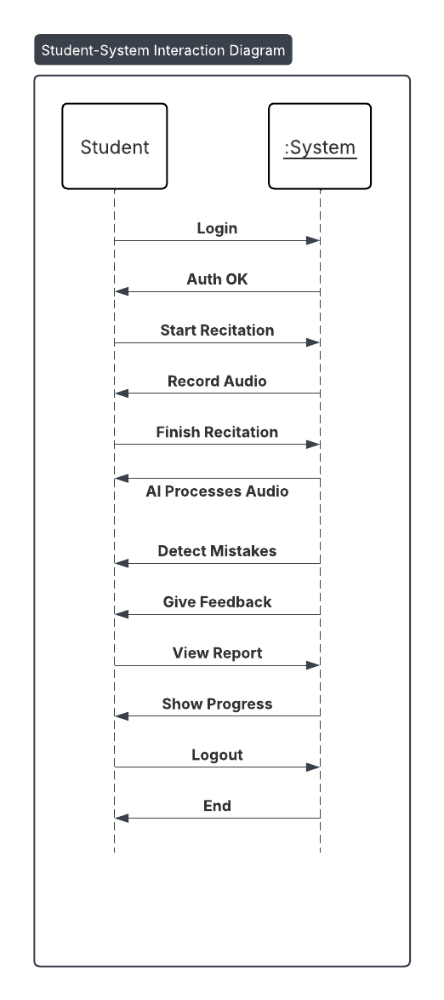 Student-System Interaction Diagram
Student
:System
Login
Auth OK
Start Recitation
Record Audio
Finish Recitation
AI Processes Audio
Detect Mistakes
Give Feedback
View Report
Show Progress
Logout
End